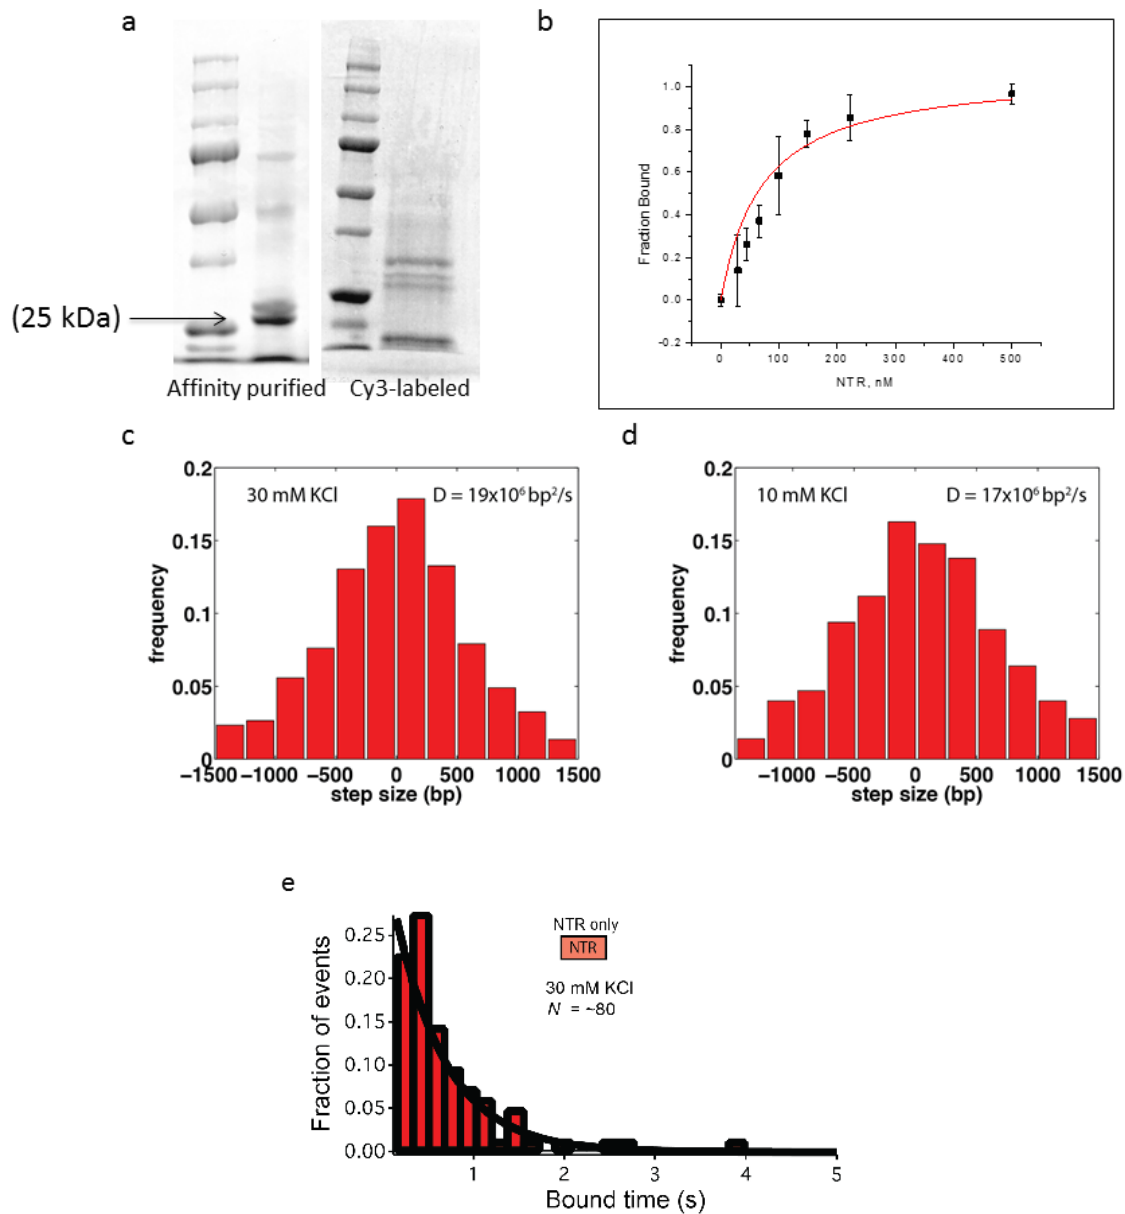 a
(25 kDa)
Affinity purified
Cy3-labeled
b
Fraction Bound
1.0
0.8
0.6
0.4
0.2
0.0
-0.2
0
100
200
300
400
500
NTR, nM
c
30 mM KCl
D = 19x10⁶ bp²/s
frequency
0.2
0.15
0.1
0.05
0
−1500
−1000
−500
0
500
1000
1500
step size (bp)
d
10 mM KCl
D = 17x10⁶ bp²/s
frequency
0.2
0.15
0.1
0.05
0
−1000
−500
0
500
1000
1500
step size (bp)
e
NTR only
NTR
30 mM KCl
N = ~80
Fraction of events
0.25
0.20
0.15
0.10
0.05
0.00
1
2
3
4
5
Bound time (s)